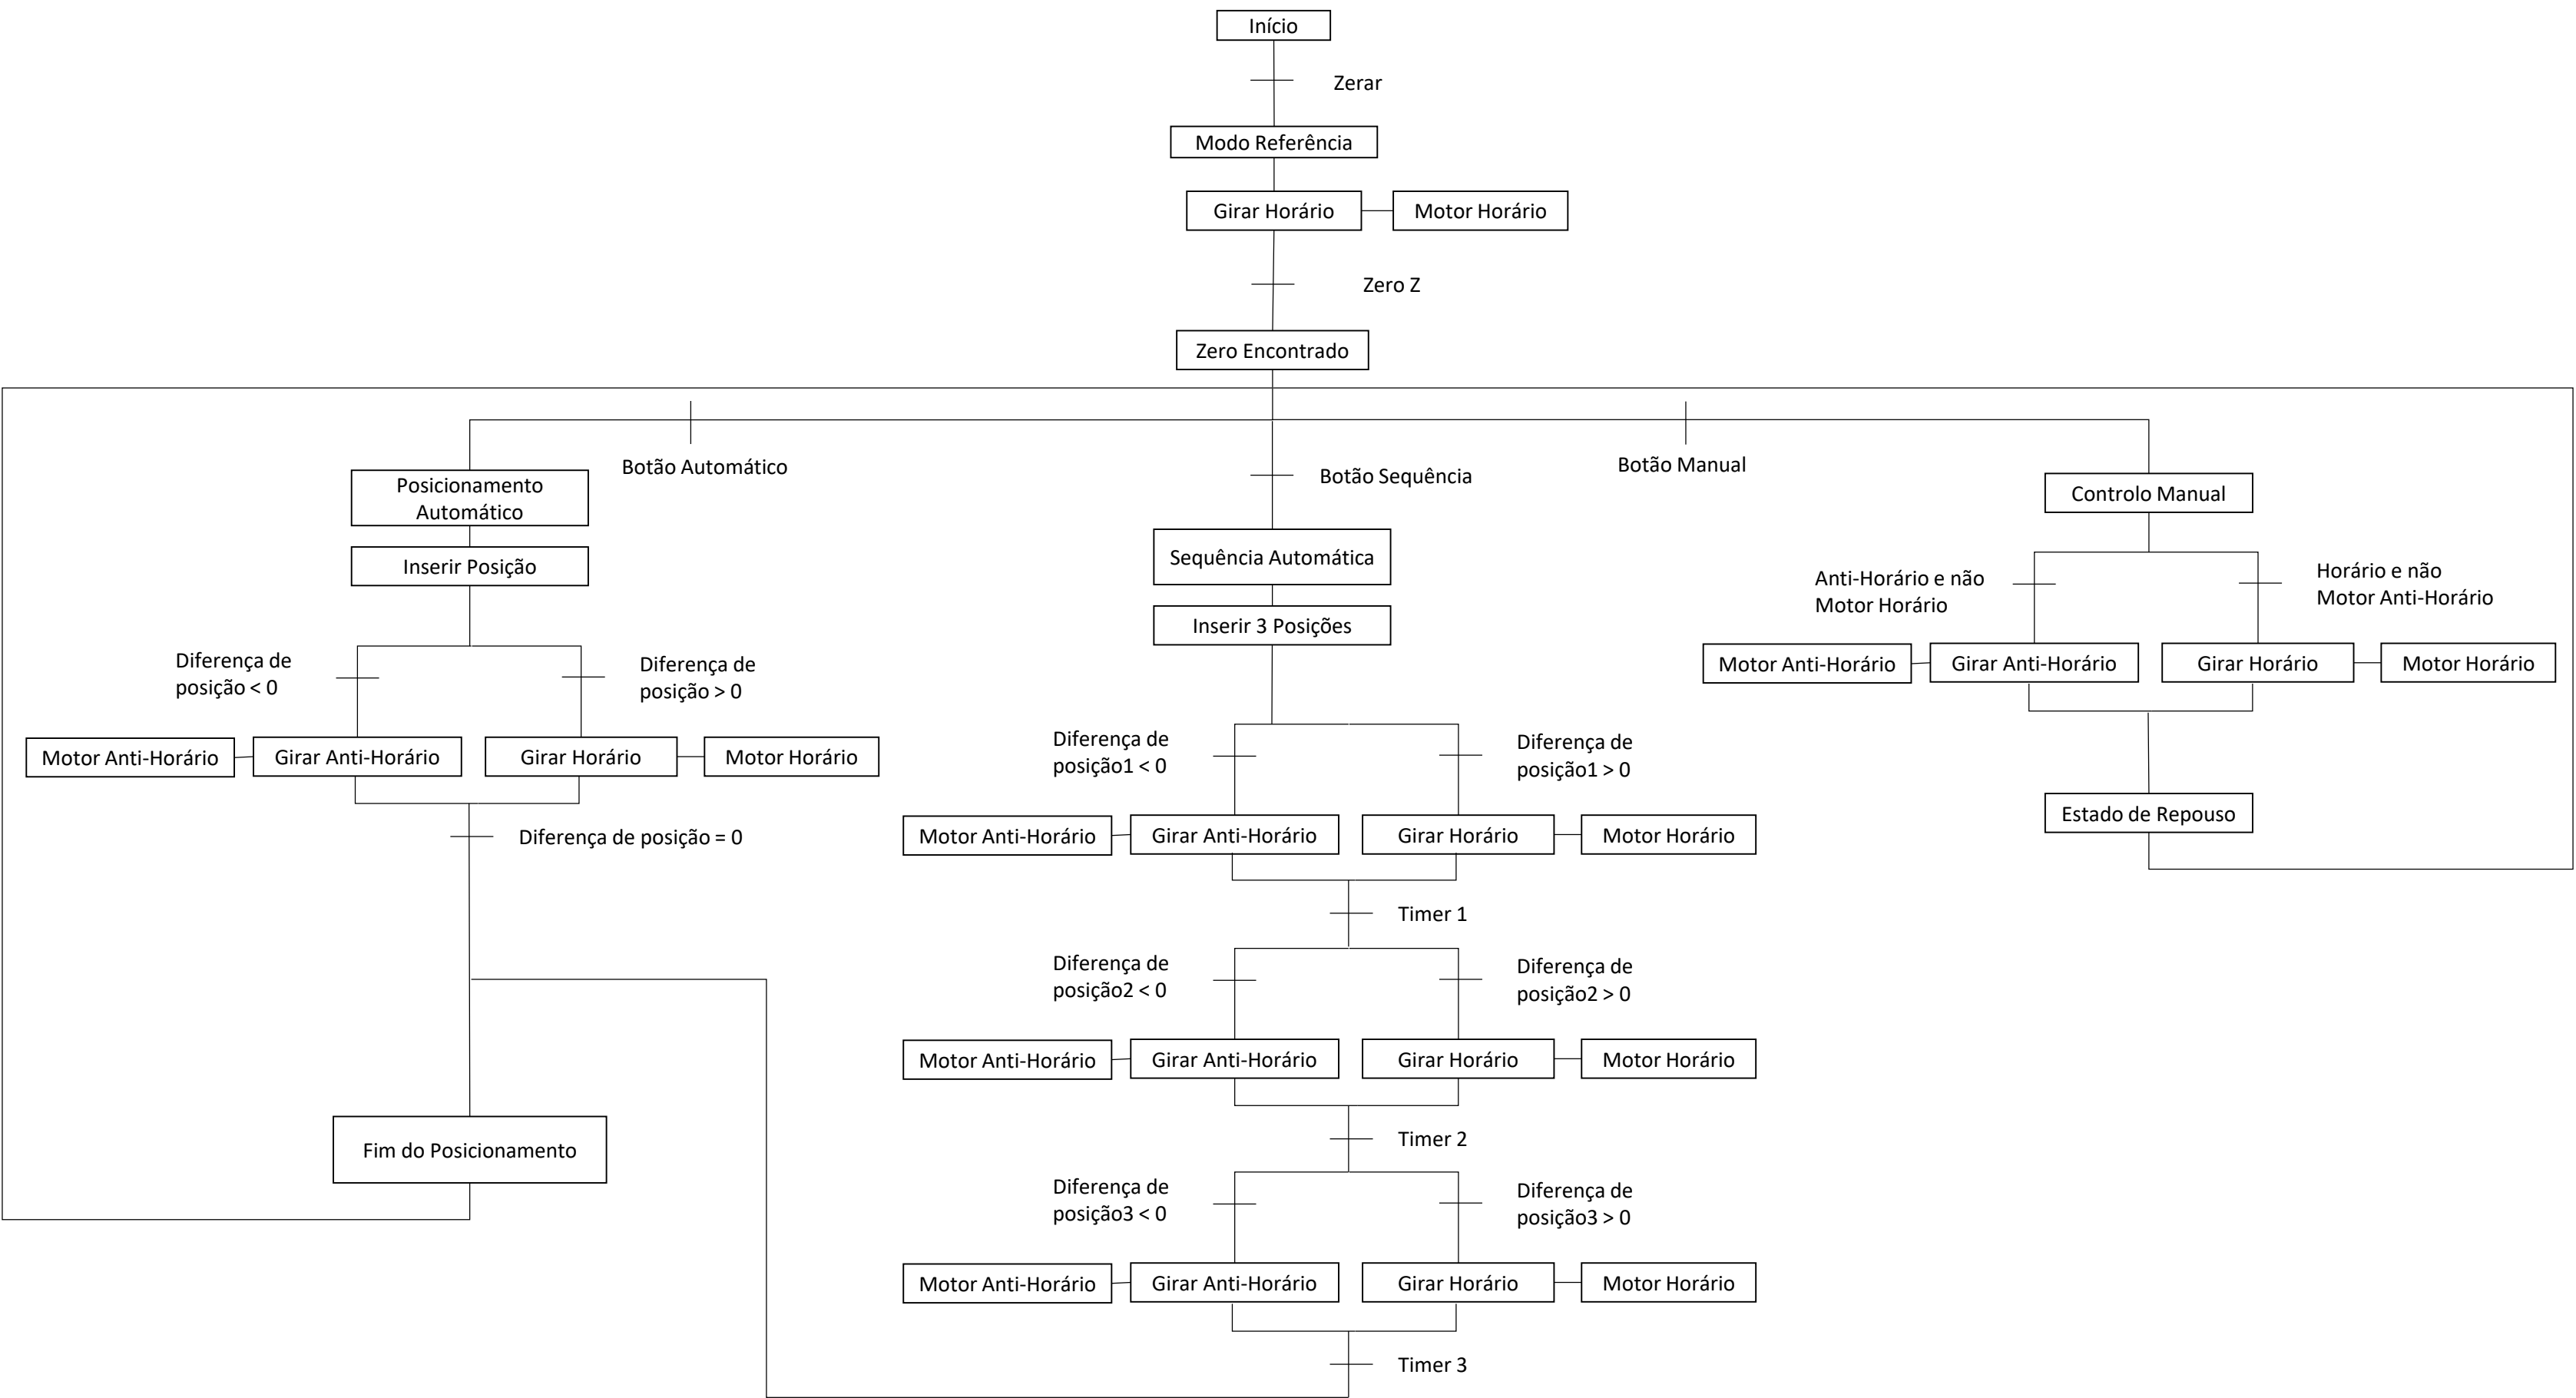 Início
Zerar
Modo Referência
Girar Horário
Motor Horário
Zero Z
Zero Encontrado
Botão Automático
Botão Sequência
Botão Manual
Posicionamento
Automático
Inserir Posição
Diferença de
posição < 0
Diferença de
posição > 0
Motor Anti-Horário
Girar Anti-Horário
Girar Horário
Motor Horário
Diferença de posição = 0
Fim do Posicionamento
Sequência Automática
Inserir 3 Posições
Diferença de
posição1 < 0
Diferença de
posição1 > 0
Motor Anti-Horário
Girar Anti-Horário
Girar Horário
Motor Horário
Timer 1
Diferença de
posição2 < 0
Diferença de
posição2 > 0
Motor Anti-Horário
Girar Anti-Horário
Girar Horário
Motor Horário
Timer 2
Diferença de
posição3 < 0
Diferença de
posição3 > 0
Motor Anti-Horário
Girar Anti-Horário
Girar Horário
Motor Horário
Timer 3
Controlo Manual
Anti-Horário e não
Motor Horário
Horário e não
Motor Anti-Horário
Motor Anti-Horário
Girar Anti-Horário
Girar Horário
Motor Horário
Estado de Repouso